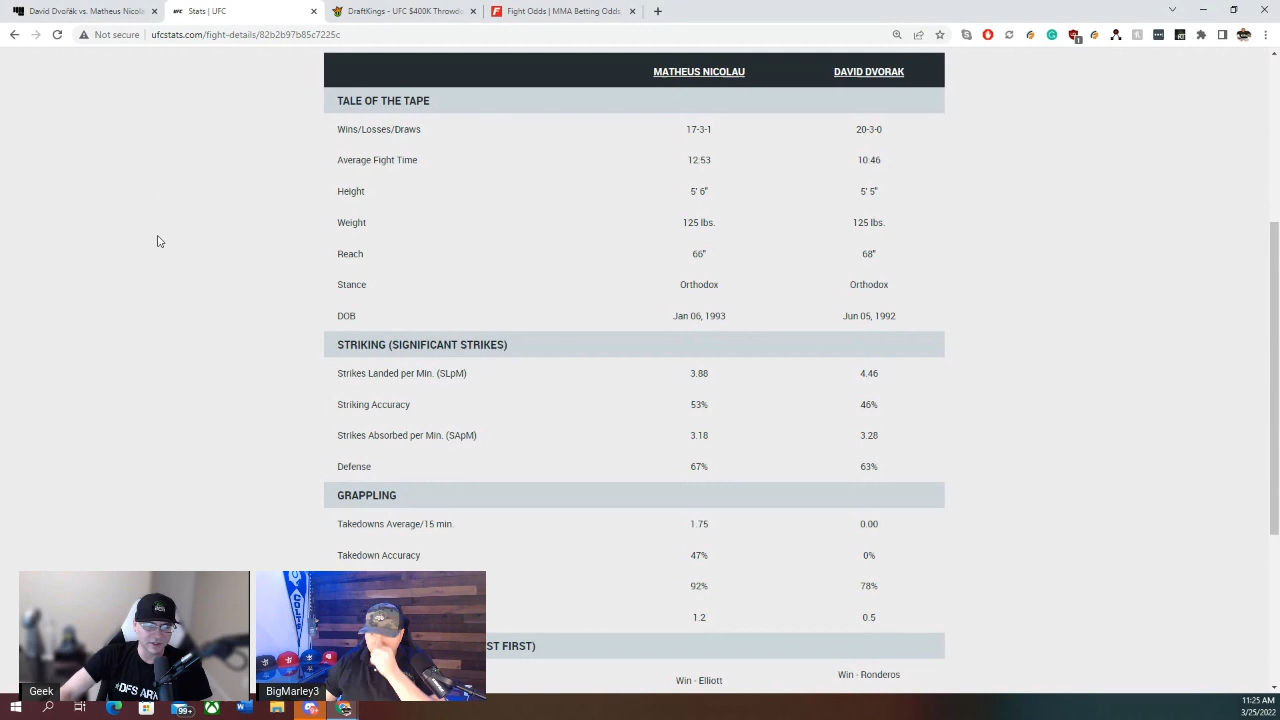 David Dvořák vs. Matheus Nicola
Stats | UFC
DraftKings - UFC $400K Throwdo
Fight Odds | MMA Betting Odds,
Not secure
ufcstats.com/fight-details/82b2b97b85c7225c
MATHEUS NICOLAU DAVID DVORAK
TALE OF THE TAPE
Wins/Losses/Draws 17-3-1 20-3-0
Average Fight Time 12:53 10:46
Height 5' 6" 5' 5"
Weight 125 lbs. 125 lbs.
Reach 66" 68"
Stance Orthodox Orthodox
DOB Jan 06, 1993 Jun 05, 1992
STRIKING (SIGNIFICANT STRIKES)
Strikes Landed per Min. (SLpM) 3.88 4.46
Striking Accuracy 53% 46%
Strikes Absorbed per Min. (SApM) 3.18 3.28
Defense 67% 63%
GRAPPLING
Takedowns Average/15 min. 1.75 0.00
Takedown Accuracy 47% 0%
92% 78%
1.2 0.5
ST FIRST)
Win - Elliott Win - Ronderos
COLT
#DFS ARM
Geek
BigMarley3
99+
11:25 AM
3/25/2022